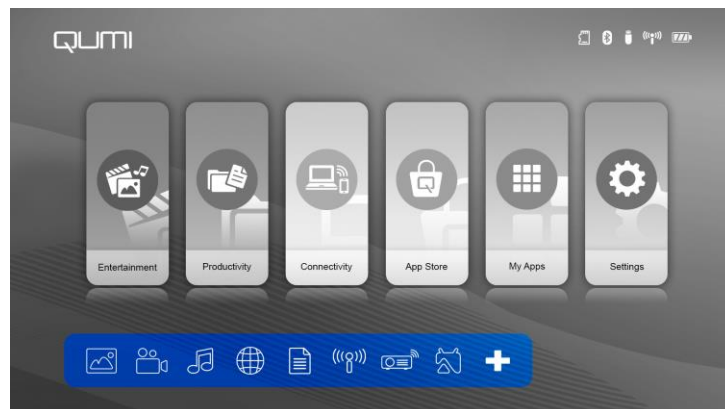 QUMI
Entertainment
Productivity
Connectivity
App Store
My Apps
Settings